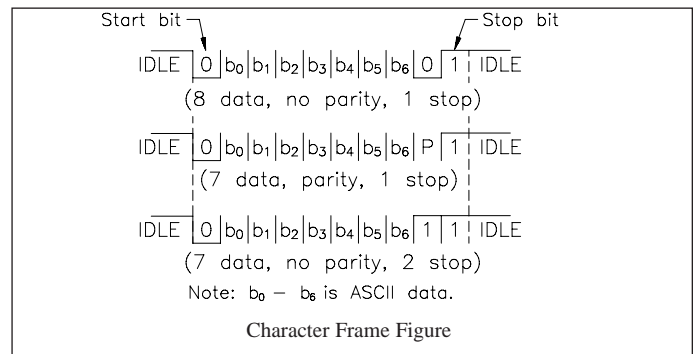 Start bit Stop bit
IDLE 0 b₀ b₁ b₂ b₃ b₄ b₅ b₆ 0 1 IDLE
(8 data, no parity, 1 stop)
IDLE 0 b₀ b₁ b₂ b₃ b₄ b₅ b₆ P 1 IDLE
(7 data, parity, 1 stop)
IDLE 0 b₀ b₁ b₂ b₃ b₄ b₅ b₆ 1 1 IDLE
(7 data, no parity, 2 stop)
Note: b₀ – b₆ is ASCII data.
Character Frame Figure